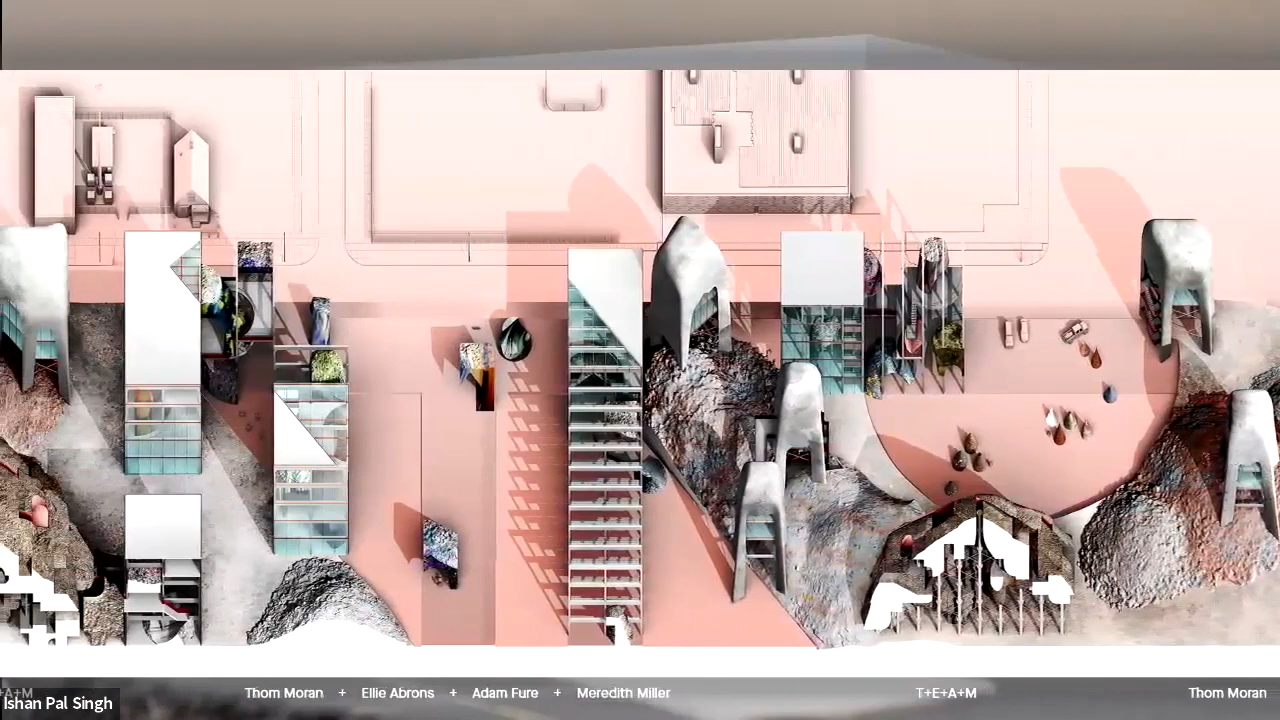 +A+M Thom Moran + Ellie Abrons + Adam Fure + Meredith Miller T+E+A+M Thom Moran
Ishan Pal Singh